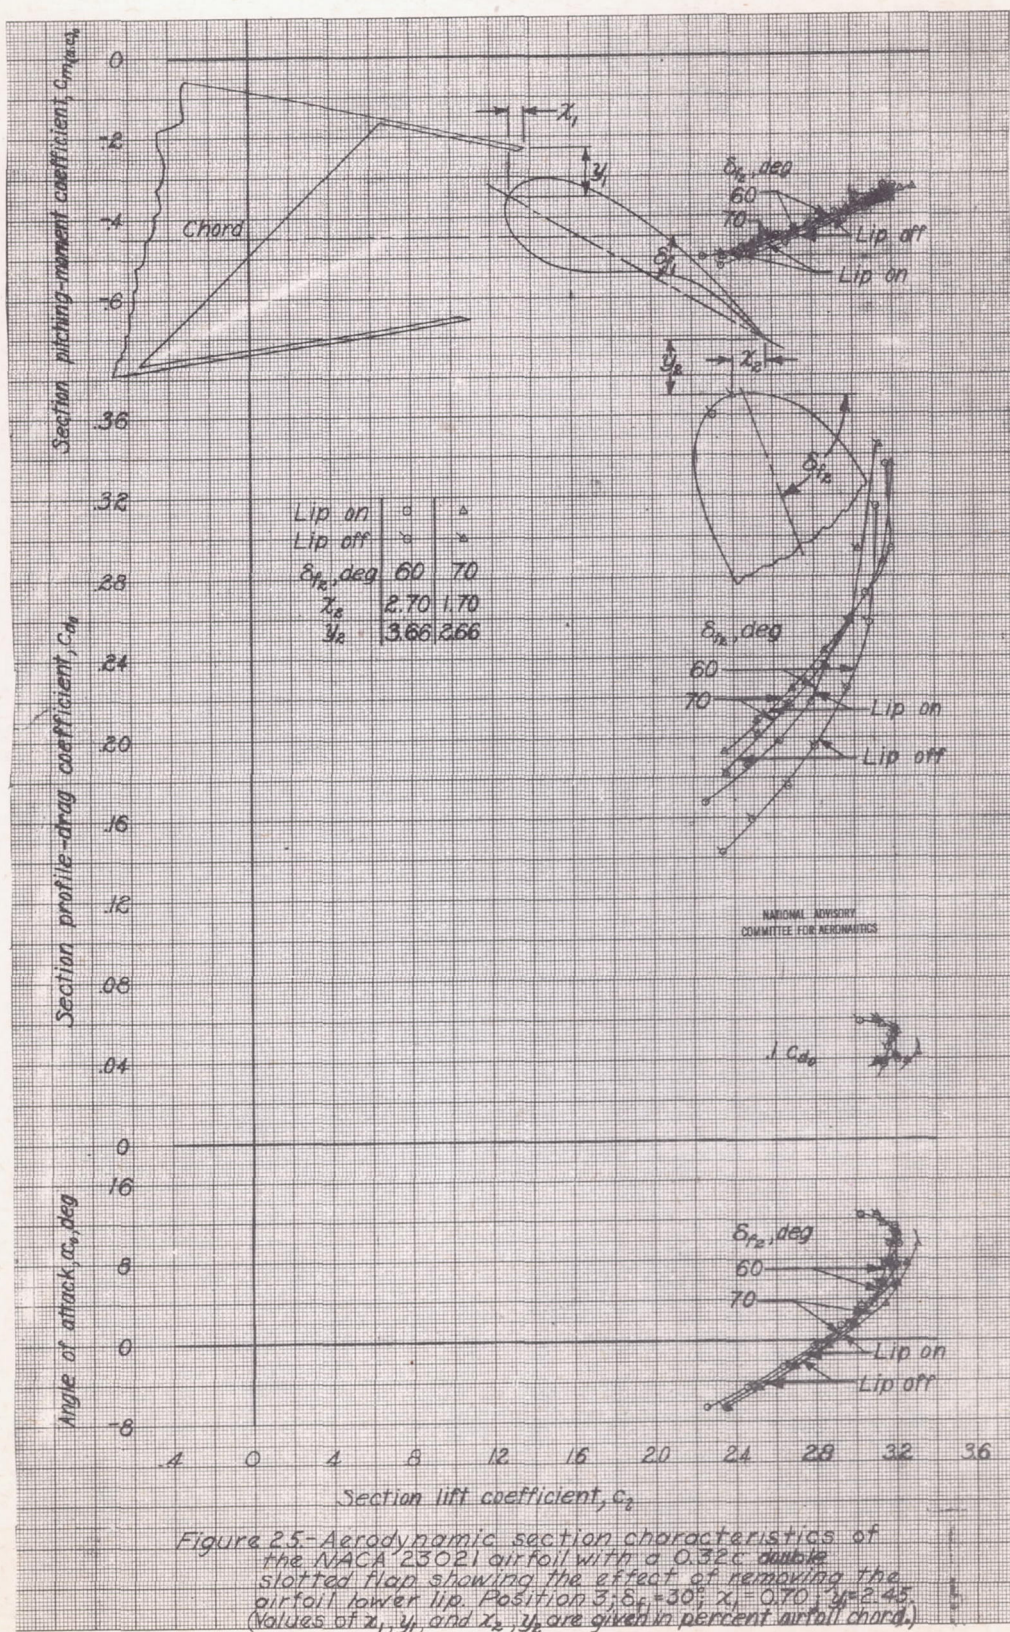 Section pitching-moment coefficient, Cm(a.c.)₀
0
-.2
-.4
-.6
Chord
x₁
y₁
δf₁
y₂
x₂
δf₂
δf₂, deg
60
70
Lip off
Lip on
Section profile-drag coefficient, Cd₀
.36
.32
.28
.24
.20
.16
.12
.08
.04
0
Lip on
Lip off
δf₂, deg 60 70
x₂ 2.70 1.70
y₂ 3.66 2.66
δf₂, deg
60
70
Lip on
Lip off
NATIONAL ADVISORY
COMMITTEE FOR AERONAUTICS
.1 Cd₀
Angle of attack, α₀, deg
16
8
0
-8
δf₂, deg
60
70
Lip on
Lip off
.4 0 .4 .8 1.2 1.6 2.0 2.4 2.8 3.2 3.6
Section lift coefficient, cl
Figure 25.-Aerodynamic section characteristics of
the NACA 23021 airfoil with a 0.32c double
slotted flap showing the effect of removing the
airfoil lower lip. Position 3; δf₁=30°; x₁=0.70; y₁=2.45.
(Values of x₁, y₁ and x₂, y₂ are given in percent airfoil chord.)